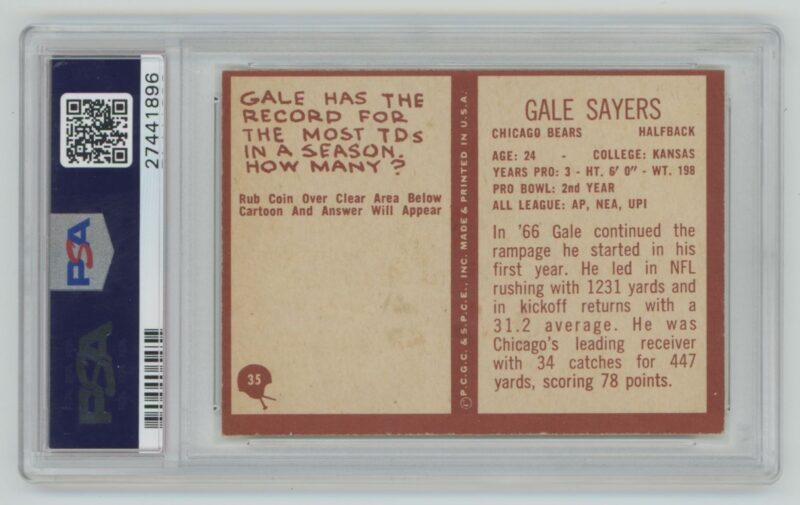 PSA
27441896
PSA
PSA
GALE HAS THE
RECORD FOR
THE MOST TDs
IN A SEASON.
HOW MANY?
Rub Coin Over Clear Area Below
Cartoon And Answer Will Appear
35
©P.C.G.C. & S.P.C.E., INC. MADE & PRINTED IN U.S.A.
GALE SAYERS
CHICAGO BEARS HALFBACK
AGE: 24 - COLLEGE: KANSAS
YEARS PRO: 3 - HT. 6' 0" - WT. 198
PRO BOWL: 2nd YEAR
ALL LEAGUE: AP, NEA, UPI
In '66 Gale continued the
rampage he started in his
first year. He led in NFL
rushing with 1231 yards and
in kickoff returns with a
31.2 average. He was
Chicago's leading receiver
with 34 catches for 447
yards, scoring 78 points.